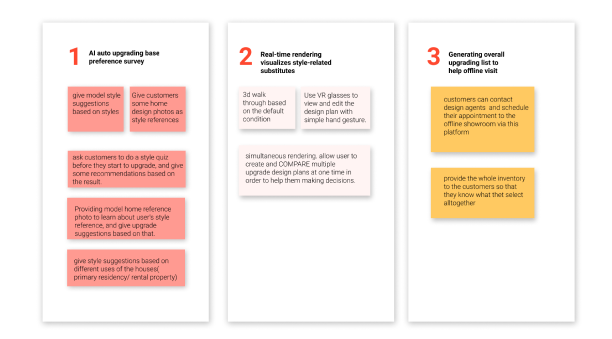 1
AI auto upgrading base
preference survey
give model style
suggestions
based on styles
Give customers
some home
design photos as
style references
ask customers to do a style quiz
before they start to upgrade, and give
some recommendations based on
the result.
Providing model home reference
photo to learn about user's style
reference, and give upgrade
suggestions based on that.
give style suggestions based on
different uses of the houses(
primary residency/ rental property)
2
Real-time rendering
visualizes style-related
substitutes
3d walk
through based
on the default
condition
Use VR glasses to
view and edit the
design plan with
simple hand gesture.
simultaneous rendering. allow user to
create and COMPARE multiple
upgrade design plans at one time in
order to help them making decisions.
3
Generating overall
upgrading list to
help offline visit
customers can contact
design agents and schedule
their appointment to the
offline showroom via this
platform
provide the whole inventory
to the customers so that
they know what thet select
alltogether